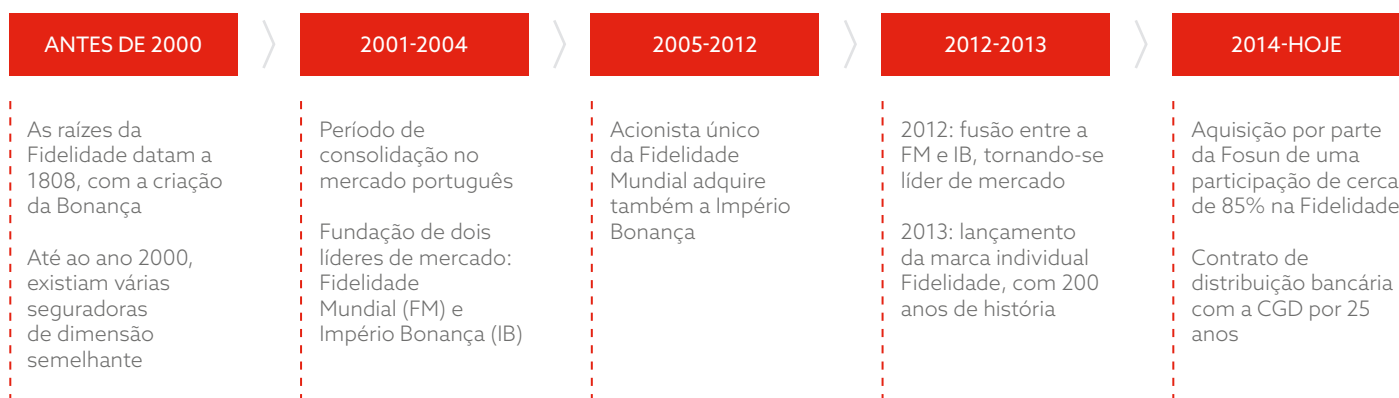 ANTES DE 2000
As raízes da
Fidelidade datam a
1808, com a criação
da Bonança
Até ao ano 2000,
existiam várias
seguradoras
de dimensão
semelhante
2001-2004
Período de
consolidação no
mercado português
Fundação de dois
líderes de mercado:
Fidelidade
Mundial (FM) e
Império Bonança (IB)
2005-2012
Acionista único
da Fidelidade
Mundial adquire
também a Império
Bonança
2012-2013
2012: fusão entre a
FM e IB, tornando-se
líder de mercado
2013: lançamento
da marca individual
Fidelidade, com 200
anos de história
2014-HOJE
Aquisição por parte
da Fosun de uma
participação de cerca
de 85% na Fidelidade
Contrato de
distribuição bancária
com a CGD por 25
anos